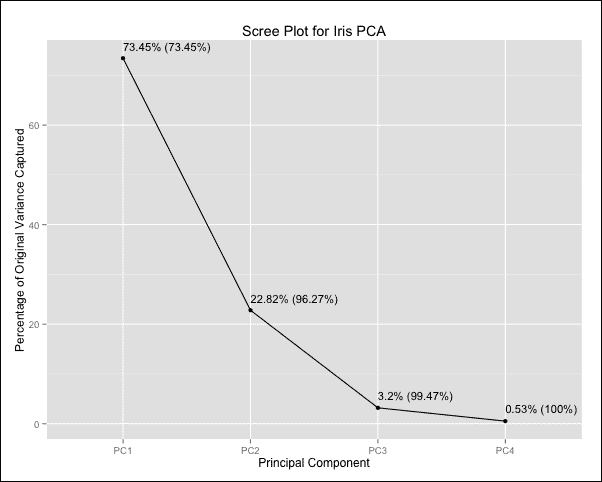 Scree Plot for Iris PCA
73.45% (73.45%)
60
Percentage of Original Variance Captured
40
22.82% (96.27%)
20
3.2% (99.47%)
0.53% (100%)
0
PC1 PC2 PC3 PC4
Principal Component